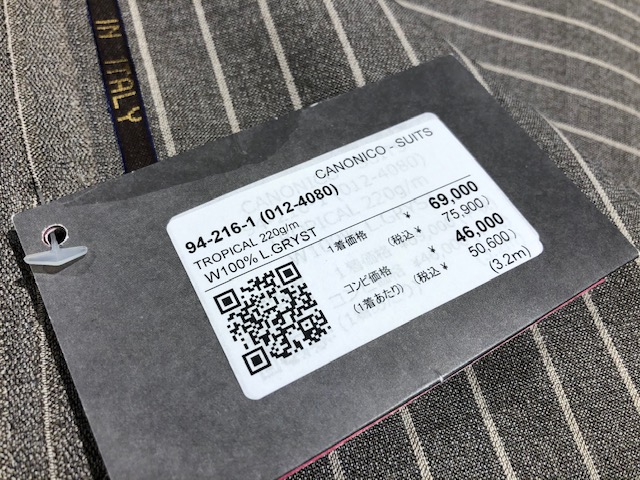 IN ITALY
CANONICO - SUITS
94-216-1 (012-4080)
TROPICAL 220g/m
W100% L.GRYST
1着価格 ¥ 69,000
(税込¥ 75,900)
コンビ価格 ¥ 46,000
(1着あたり) (税込¥ 50,600)
(3.2m)